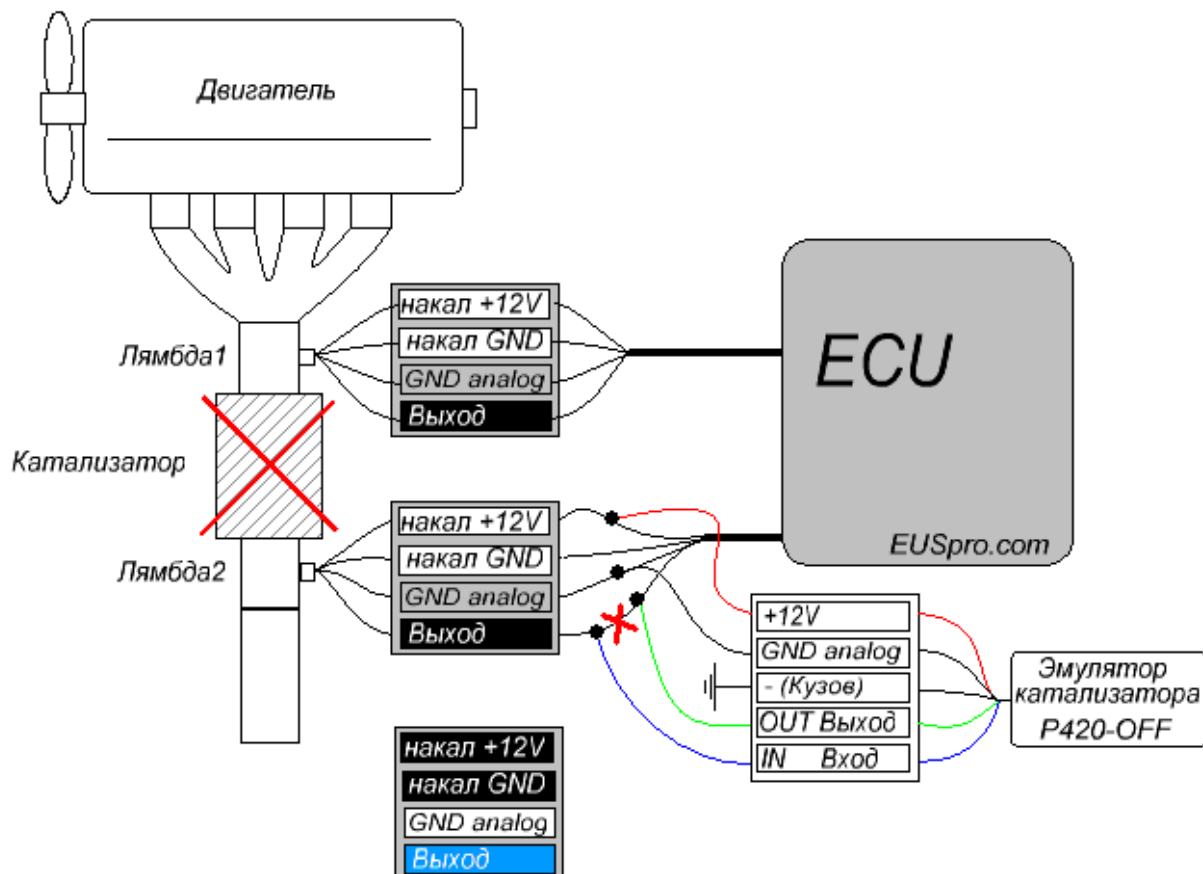 Двигатель
накал +12V
накал GND
GND analog
Выход
Лямбда1
ECU
EUSpro.com
Катализатор
накал +12V
накал GND
GND analog
Выход
Лямбда2
+12V
GND analog
- (Кузов)
OUT Выход
IN Вход
Эмулятор
катализатора
P420-OFF
накал +12V
накал GND
GND analog
Выход